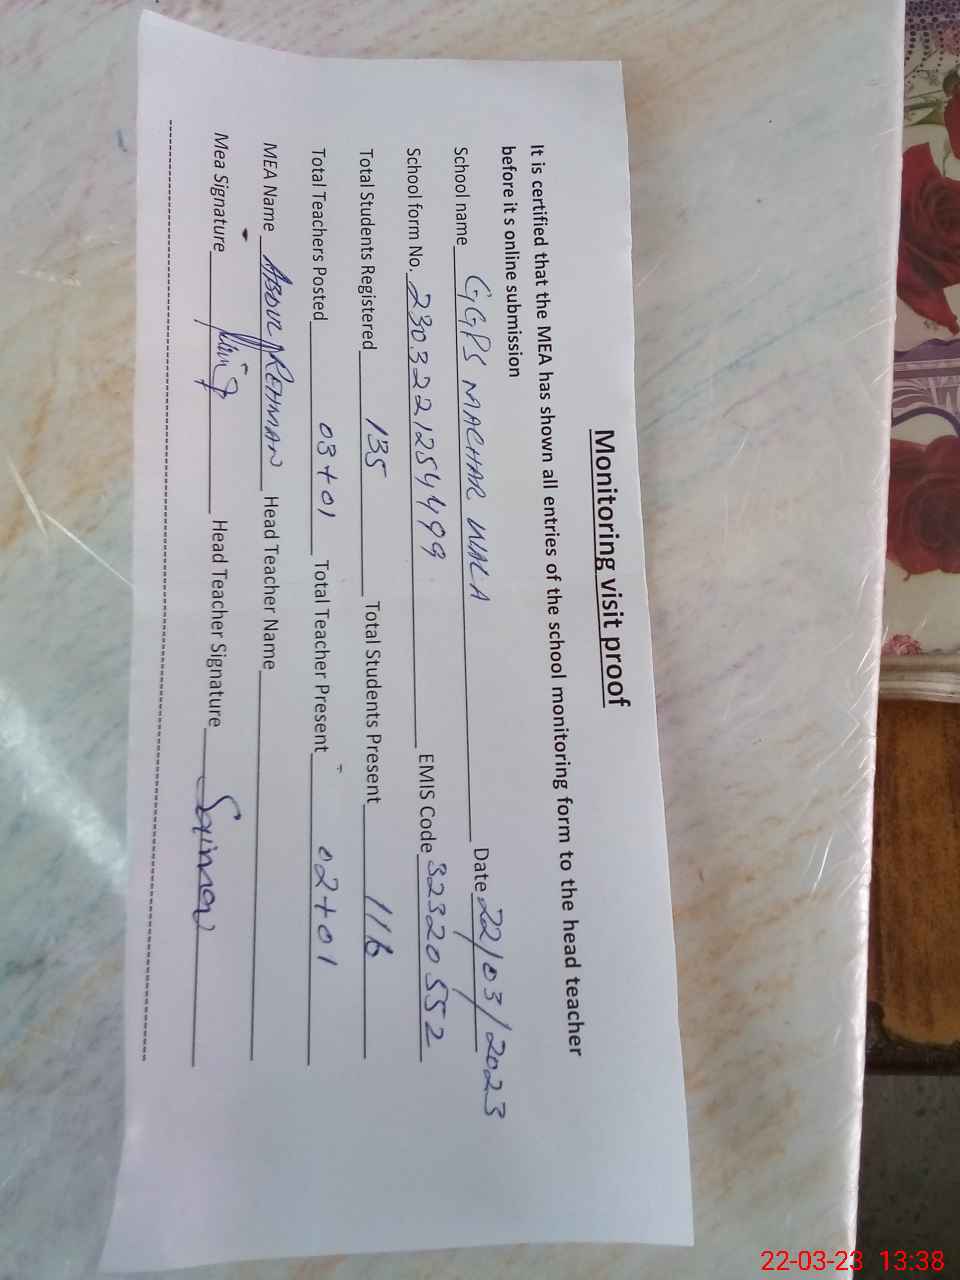 Monitoring visit proof
It is certified that the MEA has shown all entries of the school monitoring form to the head teacher
before it s online submission
School name GGPS MACHAR WALA Date 22/03/2023
School form No. 2303221254499 EMIS Code 32320552
Total Students Registered 135 Total Students Present 116
Total Teachers Posted 03+01 Total Teacher Present 02+01
MEA Name ABDUL REHMAN Head Teacher Name
Mea Signature Head Teacher Signature
22-03-23 13:38